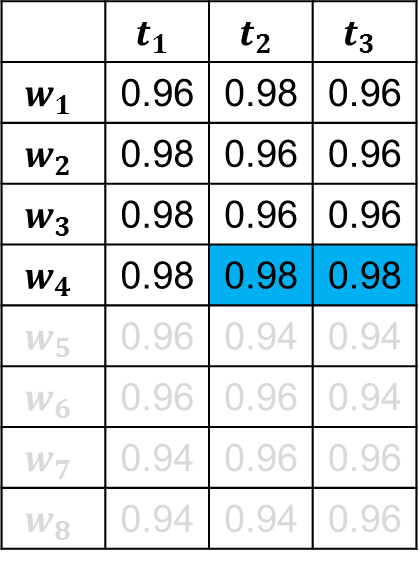 t₁ t₂ t₃
w₁ 0.96 0.98 0.96
w₂ 0.98 0.96 0.96
w₃ 0.98 0.96 0.96
w₄ 0.98 0.98 0.98
w₅ 0.96 0.94 0.94
w₆ 0.96 0.96 0.94
w₇ 0.94 0.96 0.96
w₈ 0.94 0.94 0.96